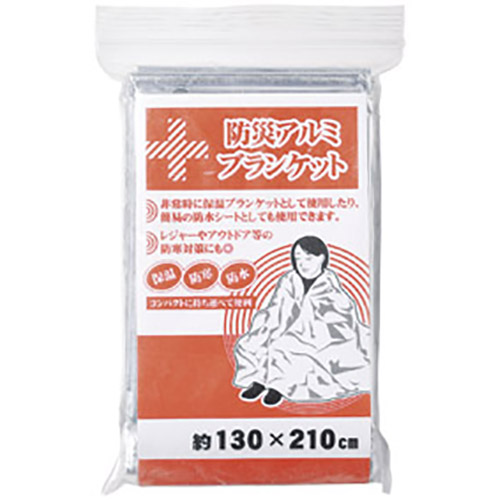 防災アルミ
ブランケット
非常時に保温ブランケットとして使用したり、
簡易の防水シートとしても使用できます。
レジャーやアウトドア等の
防寒対策にも◎
保温 防寒 防水
コンパクトに持ち運べて便利
約130×210cm